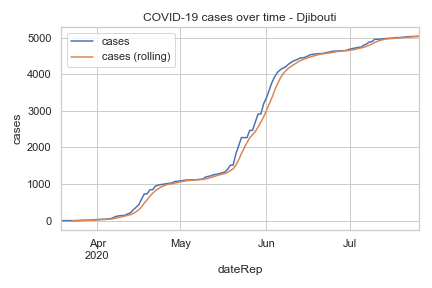 COVID-19 cases over time - Djibouti
cases
cases (rolling)
5000
4000
3000
2000
1000
0
cases
Apr
2020
May
Jun
Jul
dateRep